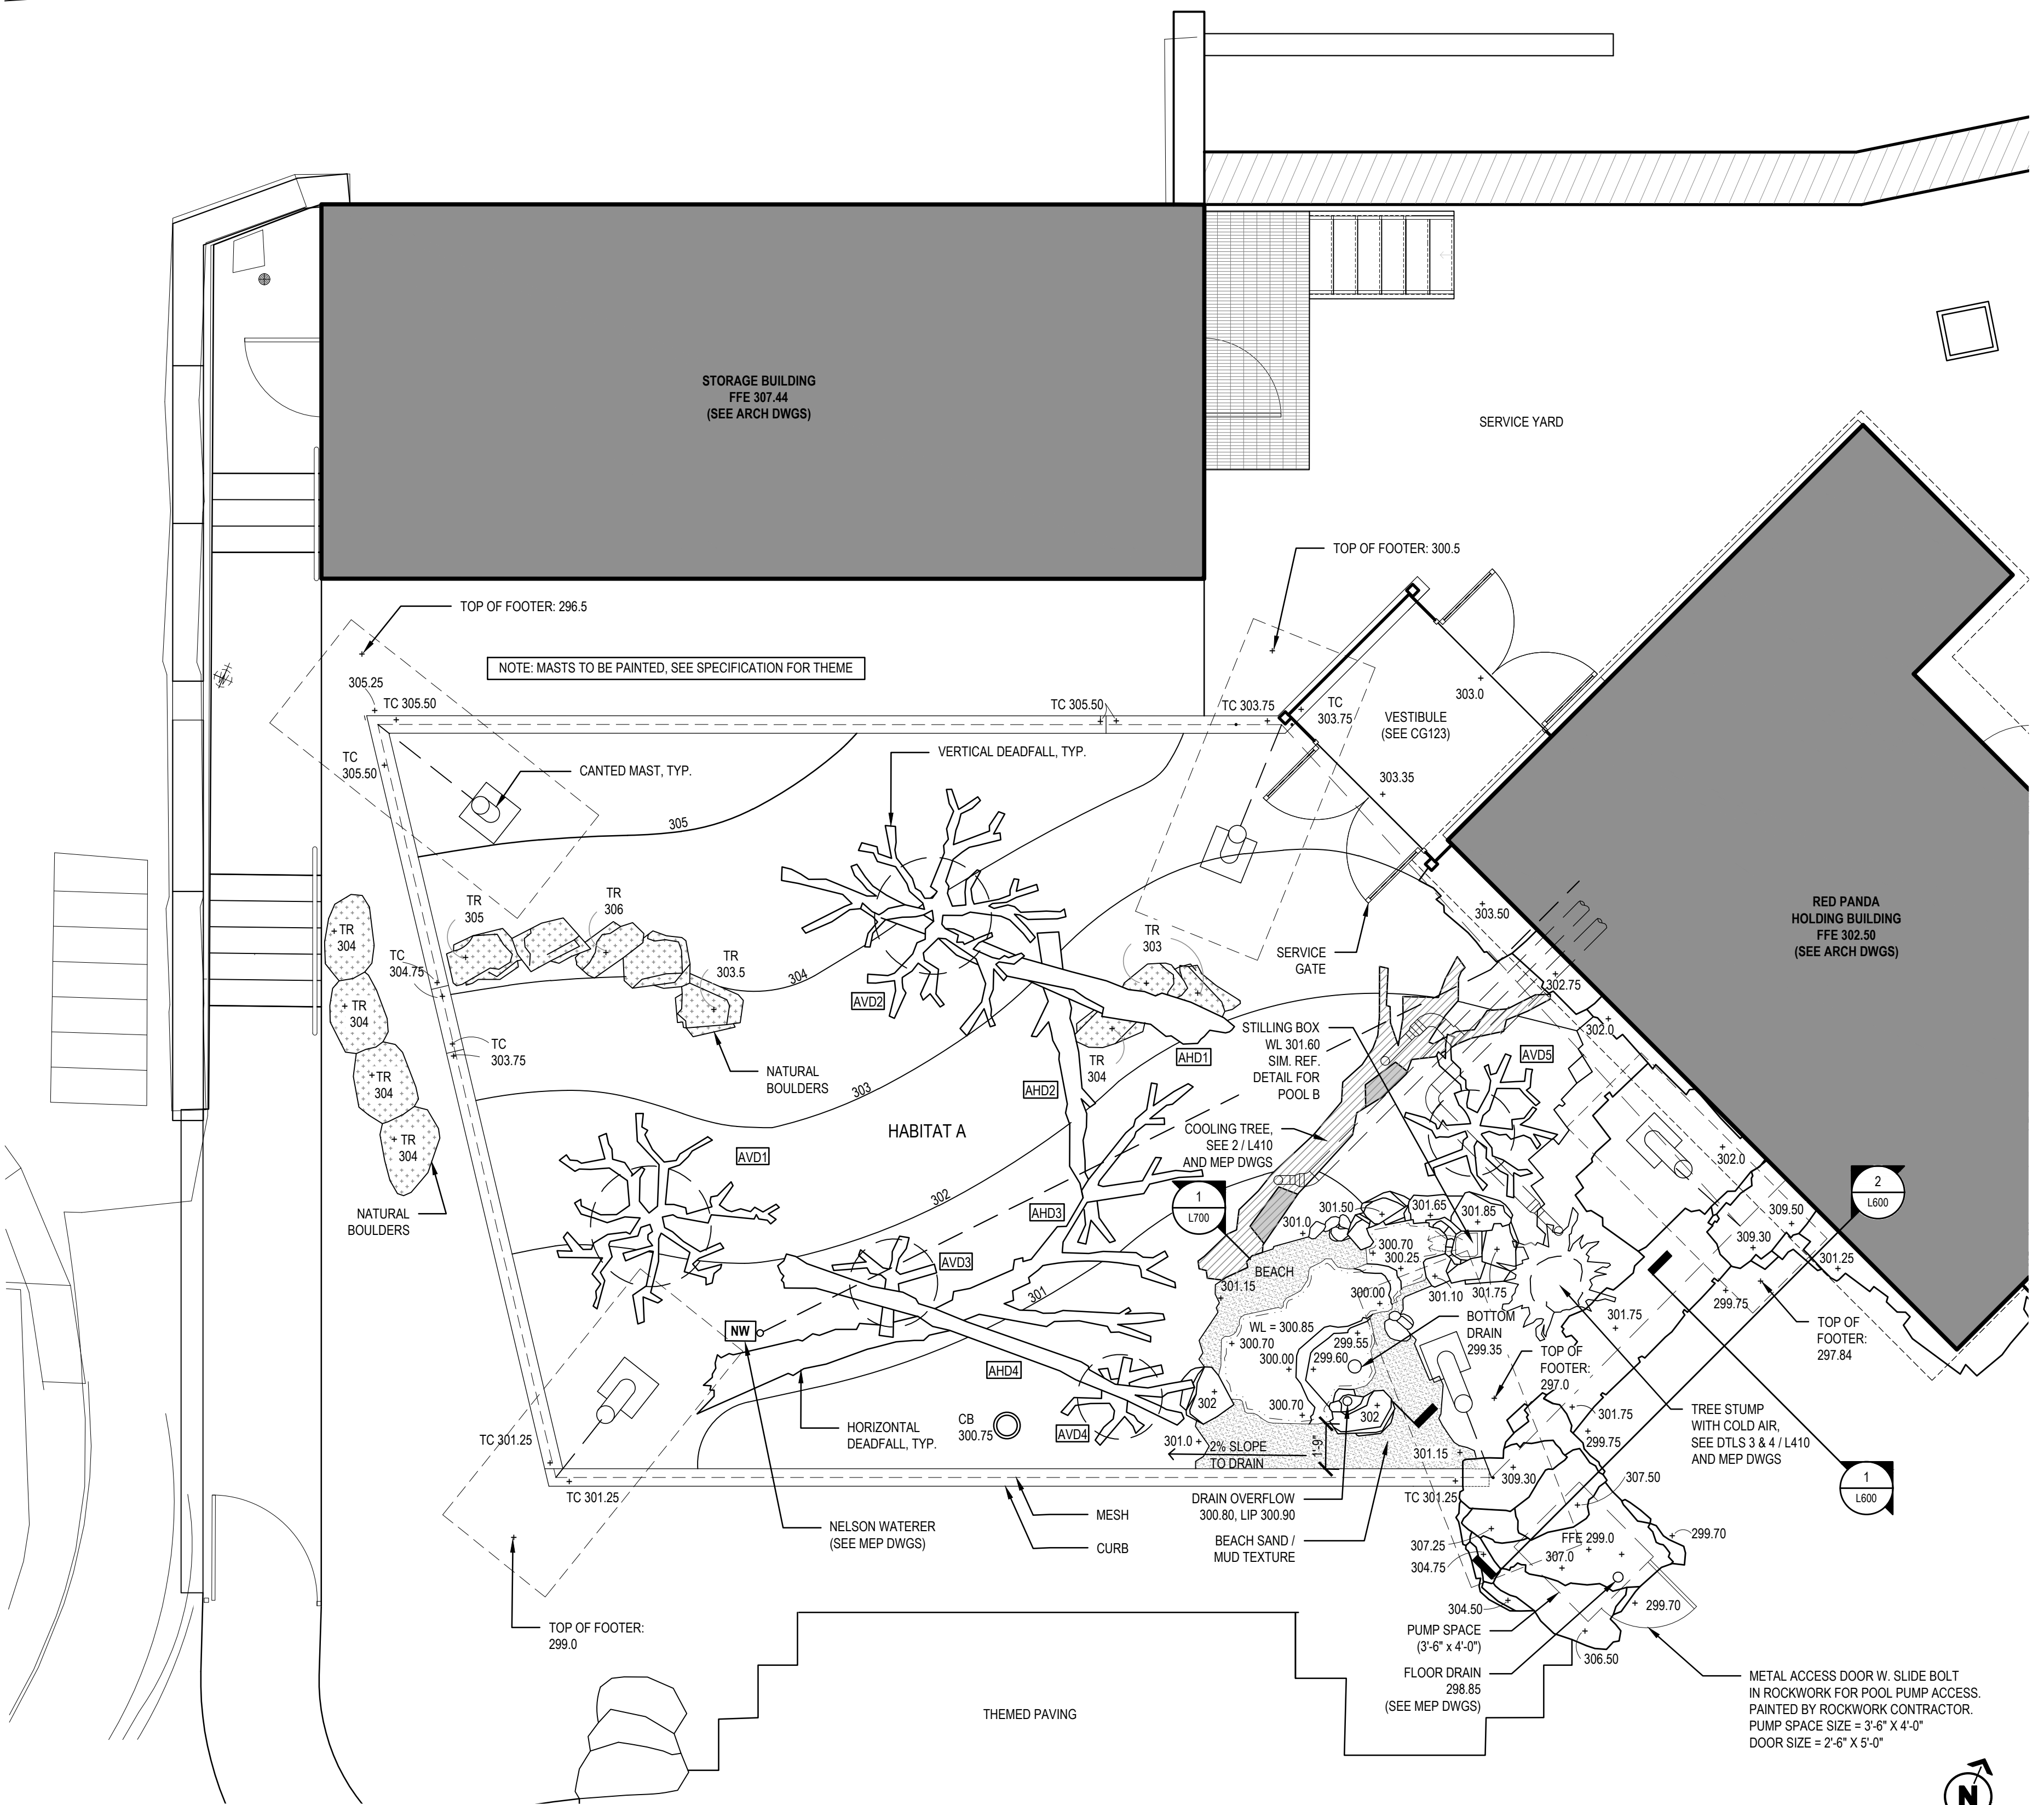 STORAGE BUILDING
FFE 307.44
(SEE ARCH DWGS)
SERVICE YARD
TOP OF FOOTER: 300.5
TOP OF FOOTER: 296.5
NOTE: MASTS TO BE PAINTED, SEE SPECIFICATION FOR THEME
305.25
TC 305.50
TC 305.50
TC 303.75
TC
303.75
303.0
VESTIBULE
(SEE CG123)
303.35
TC
305.50
CANTED MAST, TYP.
VERTICAL DEADFALL, TYP.
305
TR
305
TR
306
TR
304
TC
304.75
TR
303.5
304
AVD2
TR
303
SERVICE
GATE
303.50
RED PANDA
HOLDING BUILDING
FFE 302.50
(SEE ARCH DWGS)
302.75
302.0
TR
304
TC
303.75
NATURAL
BOULDERS
303
AHD2
TR
304
AHD1
STILLING BOX
WL 301.60
SIM. REF.
DETAIL FOR
POOL B
AVD5
TR
304
HABITAT A
COOLING TREE,
SEE 2 / L410
AND MEP DWGS
302.0
TR
304
AVD1
302
NATURAL
BOULDERS
AHD3
1
L700
2
L600
301.0
301.50
301.65
301.85
309.50
309.30
301.25
300.70
300.25
AVD3
BEACH
301.15
301
300.00
301.10
301.75
299.75
301.75
NW
WL = 300.85
300.70
300.00
299.55
299.60
BOTTOM
DRAIN
299.35
TOP OF
FOOTER:
297.84
TOP OF
FOOTER:
297.0
AHD4
302
300.70
302
301.75
299.75
TREE STUMP
WITH COLD AIR,
SEE DTLS 3 & 4 / L410
AND MEP DWGS
TC 301.25
HORIZONTAL
DEADFALL, TYP.
CB
300.75
AVD4
301.0
2% SLOPE
TO DRAIN
1'-9"
301.15
309.30
307.50
1
L600
TC 301.25
NELSON WATERER
(SEE MEP DWGS)
MESH
CURB
DRAIN OVERFLOW
300.80, LIP 300.90
BEACH SAND /
MUD TEXTURE
TC 301.25
307.25
304.75
FFE 299.0
307.0
299.70
304.50
299.70
306.50
PUMP SPACE
(3'-6" x 4'-0")
FLOOR DRAIN
298.85
(SEE MEP DWGS)
TOP OF FOOTER:
299.0
THEMED PAVING
METAL ACCESS DOOR W. SLIDE BOLT
IN ROCKWORK FOR POOL PUMP ACCESS.
PAINTED BY ROCKWORK CONTRACTOR.
PUMP SPACE SIZE = 3'-6" X 4'-0"
DOOR SIZE = 2'-6" X 5'-0"
N